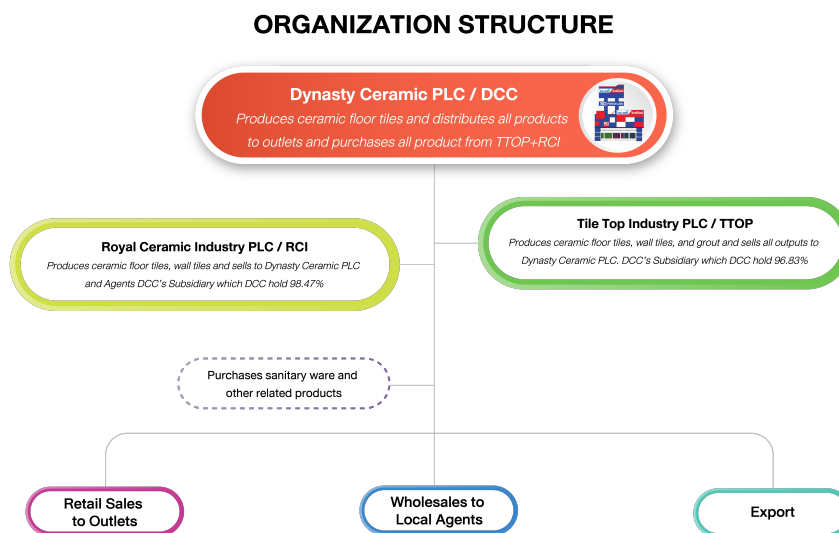 ORGANIZATION STRUCTURE
Dynasty Ceramic PLC / DCC
Produces ceramic floor tiles and distributes all products
to outlets and purchases all product from TTOP+RCI
Tile Top Industry PLC / TTOP
Produces ceramic floor tiles, wall tiles, and grout and sells all outputs to
Dynasty Ceramic PLC. DCC's Subsidiary which DCC hold 96.83%
Royal Ceramic Industry PLC / RCI
Produces ceramic floor tiles, wall tiles and sells to Dynasty Ceramic PLC
and Agents DCC's Subsidiary which DCC hold 98.47%
Purchases sanitary ware and
other related products
Retail Sales
to Outlets
Wholesales to
Local Agents
Export